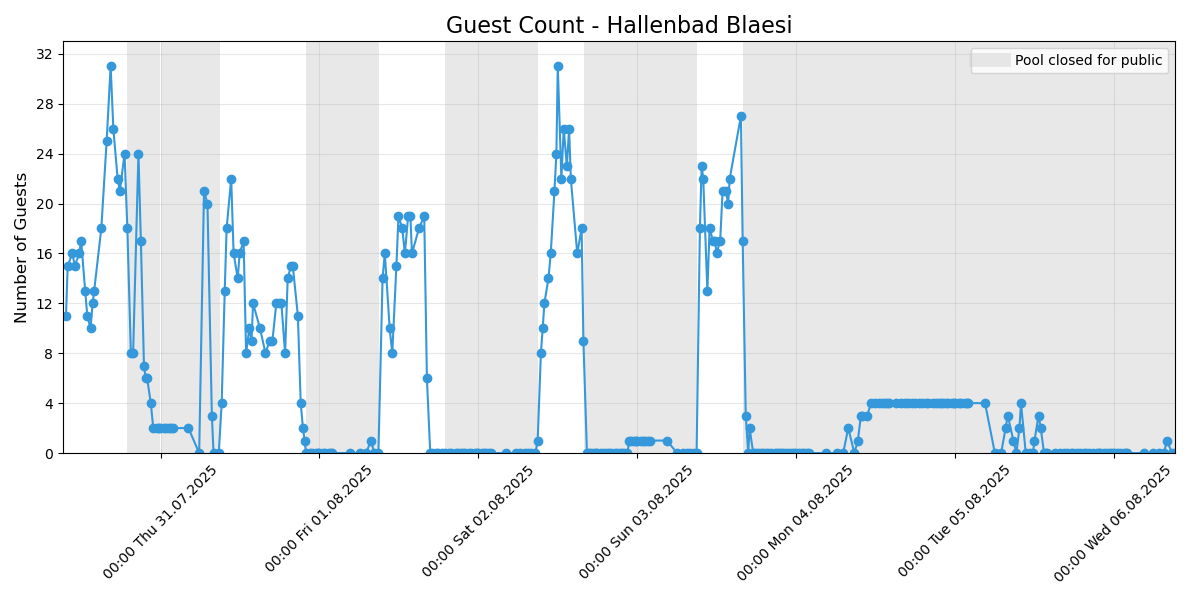 Guest Count - Hallenbad Blaesi
Pool closed for public
Number of Guests
32
28
24
20
16
12
8
4
0
00:00 Thu 31.07.2025
00:00 Fri 01.08.2025
00:00 Sat 02.08.2025
00:00 Sun 03.08.2025
00:00 Mon 04.08.2025
00:00 Tue 05.08.2025
00:00 Wed 06.08.2025